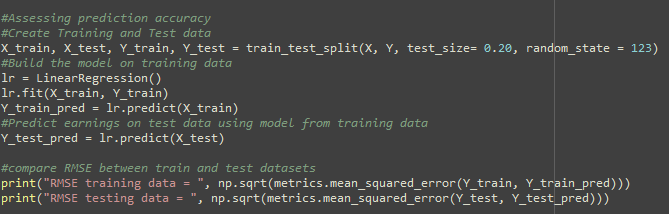 #Assessing prediction accuracy
#Create Training and Test data
X_train, X_test, Y_train, Y_test = train_test_split(X, Y, test_size= 0.20, random_state = 123)
#Build the model on training data
lr = LinearRegression()
lr.fit(X_train, Y_train)
Y_train_pred = lr.predict(X_train)
#Predict earnings on test data using model from training data
Y_test_pred = lr.predict(X_test)
#compare RMSE between train and test datasets
print("RMSE training data = ", np.sqrt(metrics.mean_squared_error(Y_train, Y_train_pred)))
print("RMSE testing data = ", np.sqrt(metrics.mean_squared_error(Y_test, Y_test_pred)))